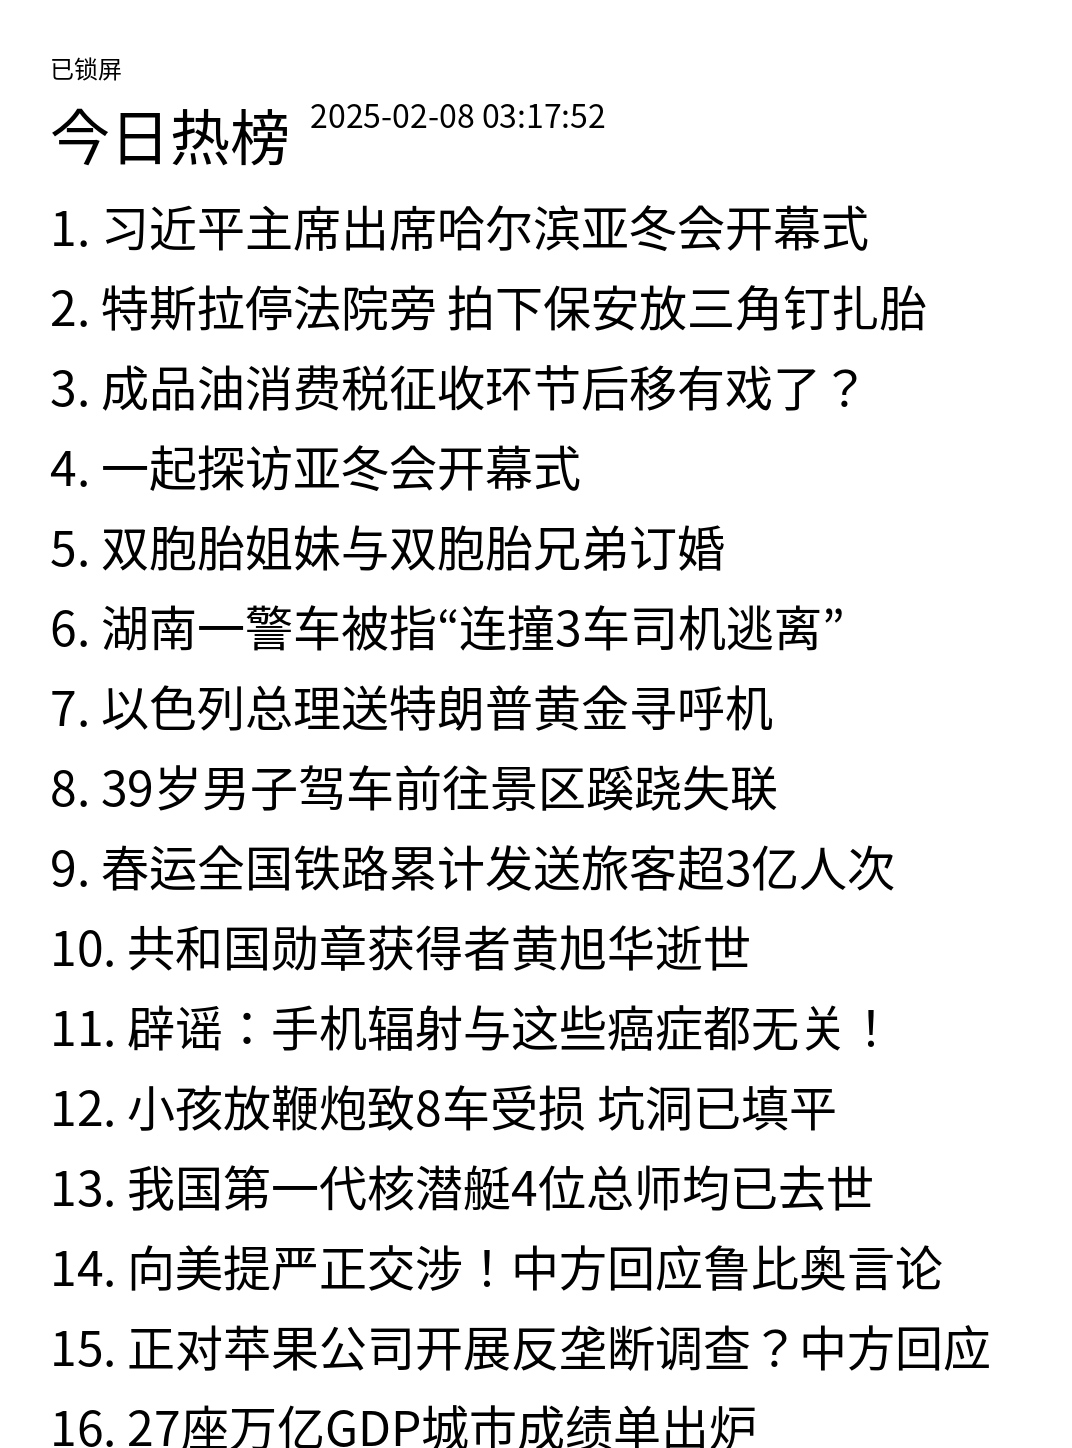 已锁屏
今日热榜 2025-02-08 03:17:52
1. 习近平主席出席哈尔滨亚冬会开幕式
2. 特斯拉停法院旁 拍下保安放三角钉扎胎
3. 成品油消费税征收环节后移有戏了？
4. 一起探访亚冬会开幕式
5. 双胞胎姐妹与双胞胎兄弟订婚
6. 湖南一警车被指“连撞3车司机逃离”
7. 以色列总理送特朗普黄金寻呼机
8. 39岁男子驾车前往景区蹊跷失联
9. 春运全国铁路累计发送旅客超3亿人次
10. 共和国勋章获得者黄旭华逝世
11. 辟谣：手机辐射与这些癌症都无关！
12. 小孩放鞭炮致8车受损 坑洞已填平
13. 我国第一代核潜艇4位总师均已去世
14. 向美提严正交涉！中方回应鲁比奥言论
15. 正对苹果公司开展反垄断调查？中方回应
16. 27座万亿GDP城市成绩单出炉